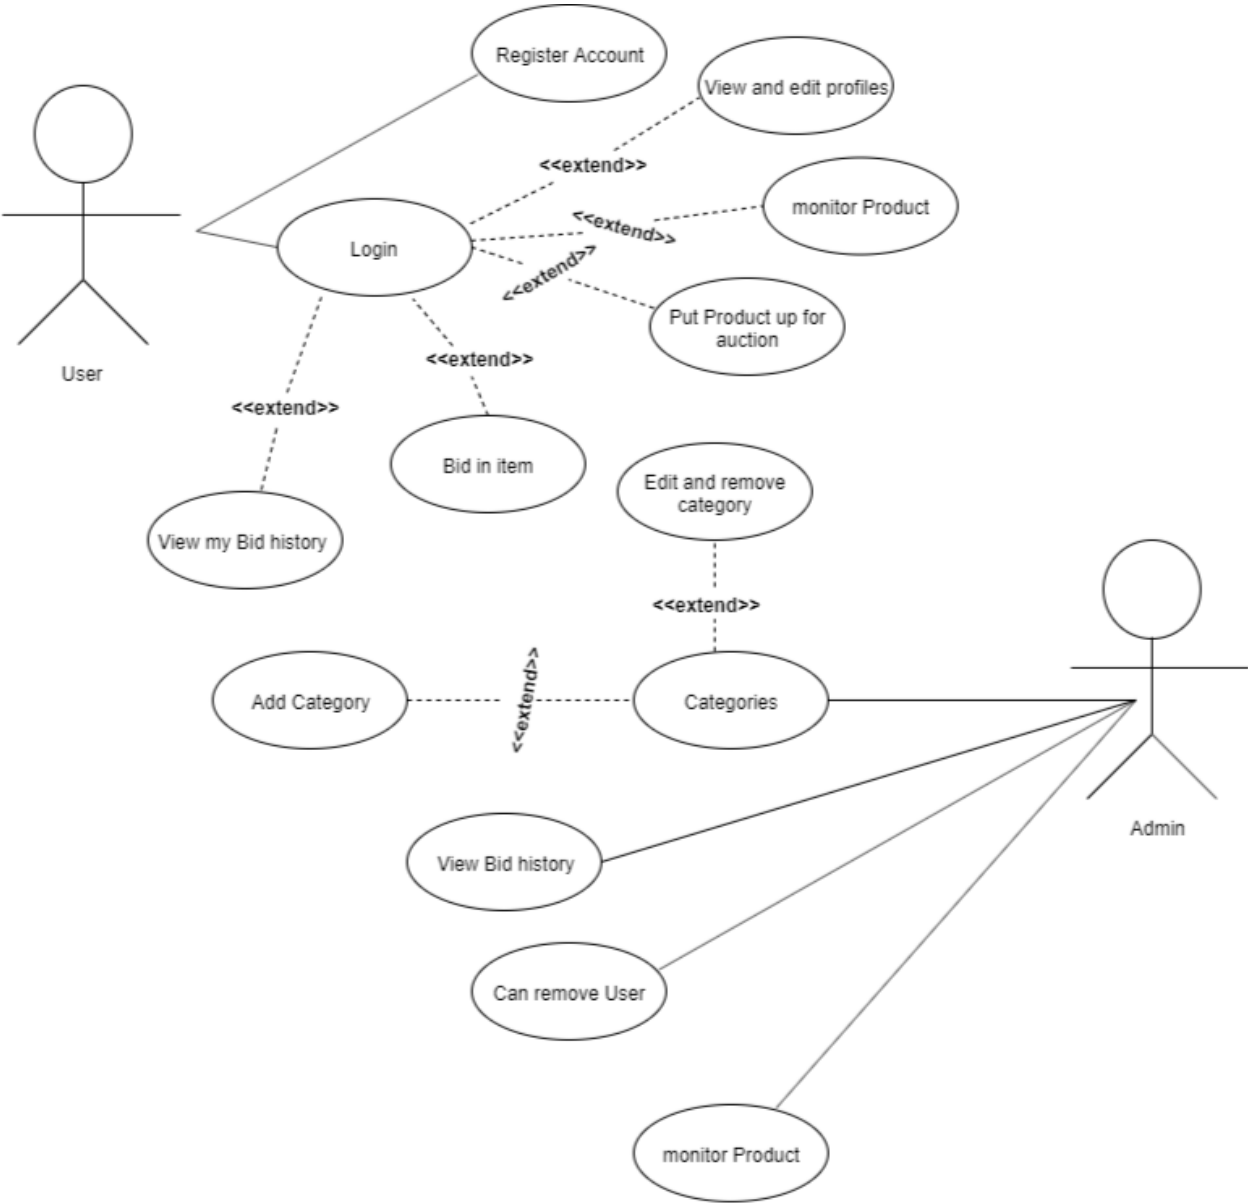 Register Account
View and edit profiles
<<extend>>
monitor Product
<<extend>>
Login
<<extend>>
Put Product up for
auction
User
<<extend>>
<<extend>>
Bid in item
Edit and remove
category
View my Bid history
<<extend>>
Add Category
<<extend>>
Categories
Admin
View Bid history
Can remove User
monitor Product